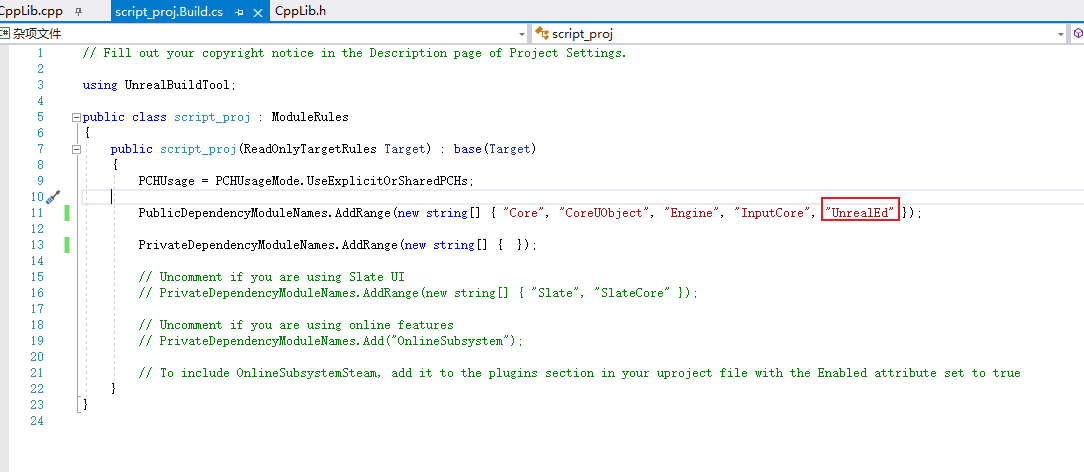 CppLib.cpp script_proj.Build.cs CppLib.h
C# 杂项文件 script_proj
1 // Fill out your copyright notice in the Description page of Project Settings.
2
3 using UnrealBuildTool;
4
5 public class script_proj : ModuleRules
6 {
7 public script_proj(ReadOnlyTargetRules Target) : base(Target)
8 {
9 PCHUsage = PCHUsageMode.UseExplicitOrSharedPCHs;
10
11 PublicDependencyModuleNames.AddRange(new string[] { "Core", "CoreUObject", "Engine", "InputCore", "UnrealEd" });
12
13 PrivateDependencyModuleNames.AddRange(new string[] {  });
14
15 // Uncomment if you are using Slate UI
16 // PrivateDependencyModuleNames.AddRange(new string[] { "Slate", "SlateCore" });
17
18 // Uncomment if you are using online features
19 // PrivateDependencyModuleNames.Add("OnlineSubsystem");
20
21 // To include OnlineSubsystemSteam, add it to the plugins section in your uproject file with the Enabled attribute set to true
22 }
23 }
24